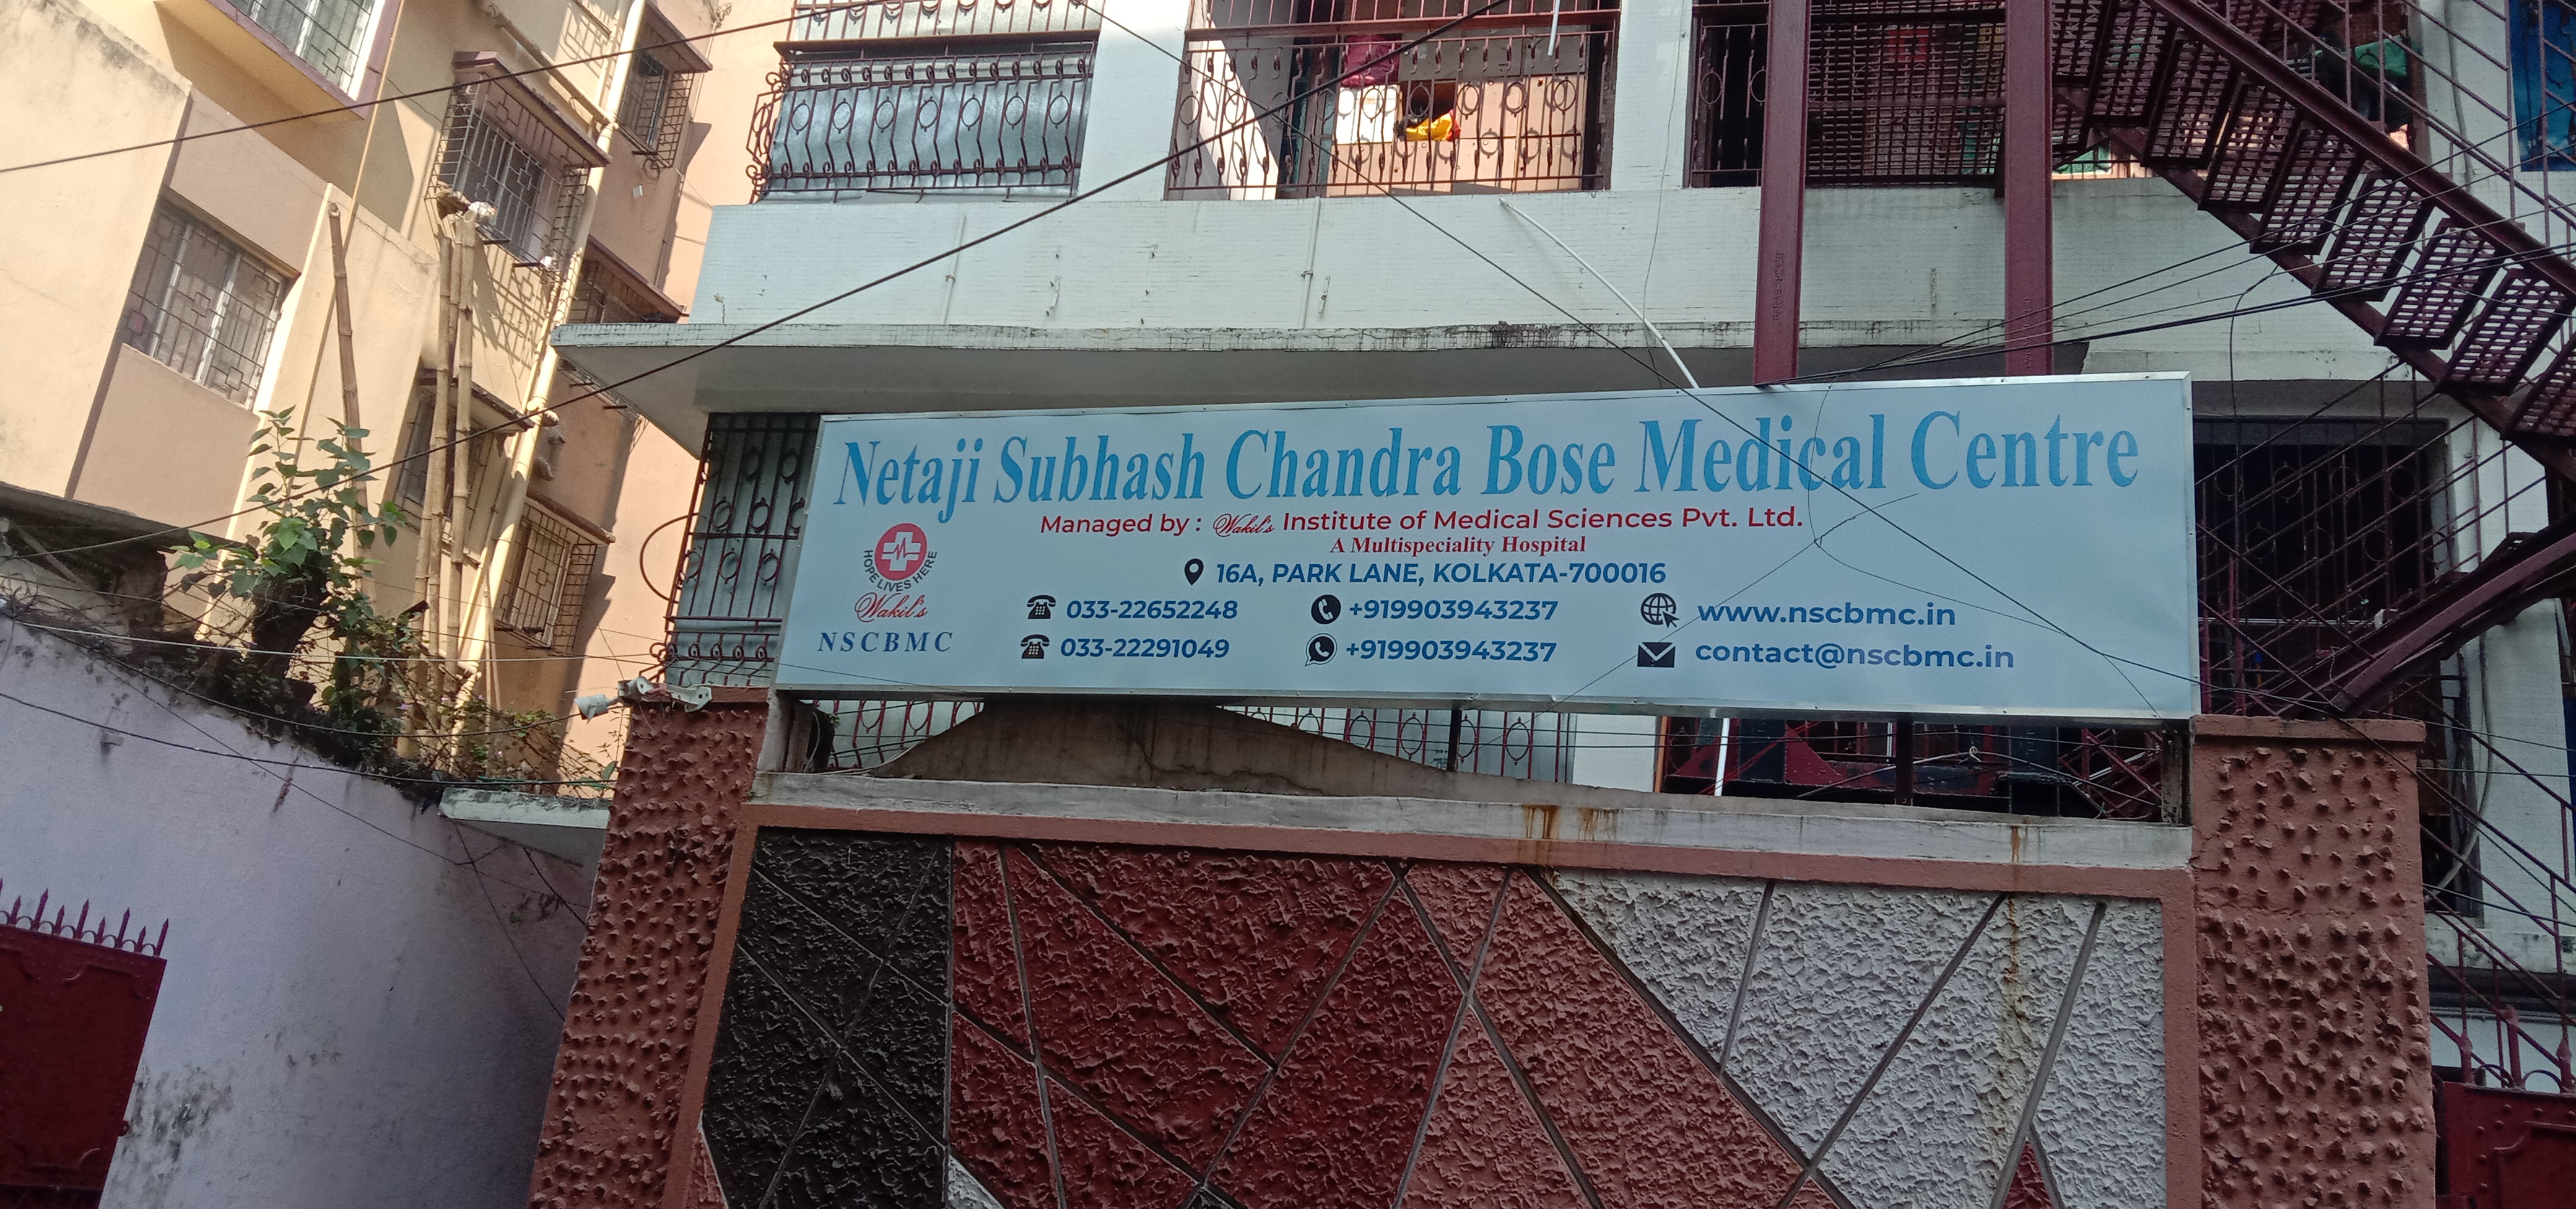 Netaji Subhash Chandra Bose Medical Centre
Managed by : Wakil's Institute of Medical Sciences Pvt. Ltd.
A Multispeciality Hospital
16A, PARK LANE, KOLKATA-700016
HOPE LIVES HERE
Wakil's
NSCBMC
033-22652248
+919903943237
www.nscbmc.in
033-22291049
+919903943237
contact@nscbmc.in